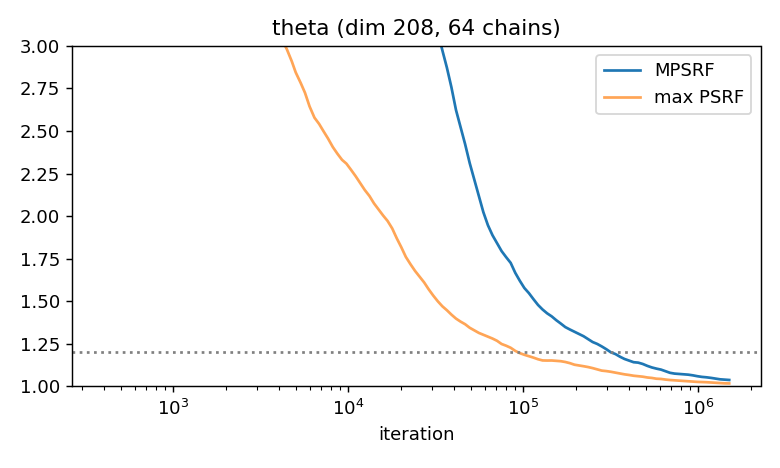 theta (dim 208, 64 chains)
3.00
2.75
2.50
2.25
2.00
1.75
1.50
1.25
1.00
MPSRF
max PSRF
10³ 10⁴ 10⁵ 10⁶
iteration